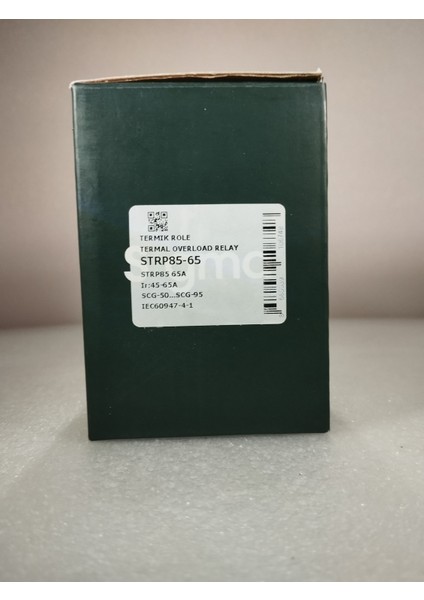 TERMIK ROLE
TERMAL OVERLOAD RELAY
STRP85-65
sigma
STRP85 65A
Ir:45-65A
SCG-50...SCG-95
IEC60947-4-1